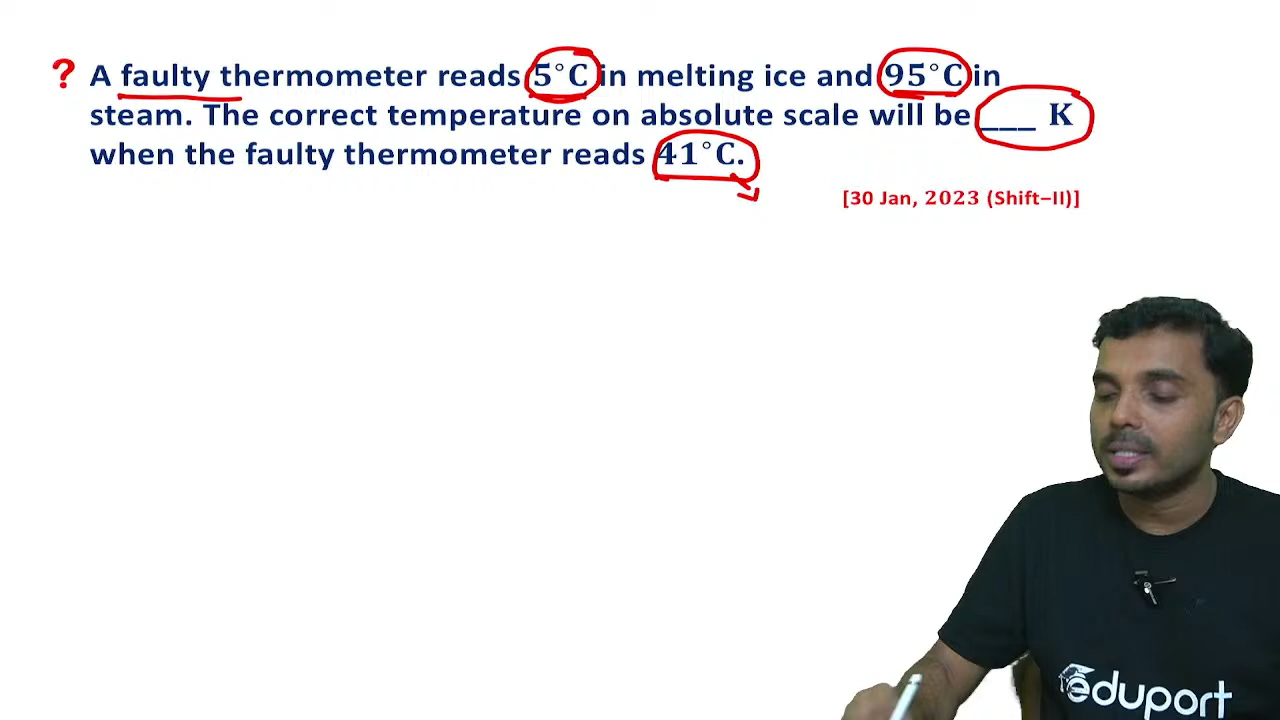 ? A faulty thermometer reads 5°C in melting ice and 95°C in
steam. The correct temperature on absolute scale will be ___ K
when the faulty thermometer reads 41°C.
[30 Jan, 2023 (Shift–II)]
eduport